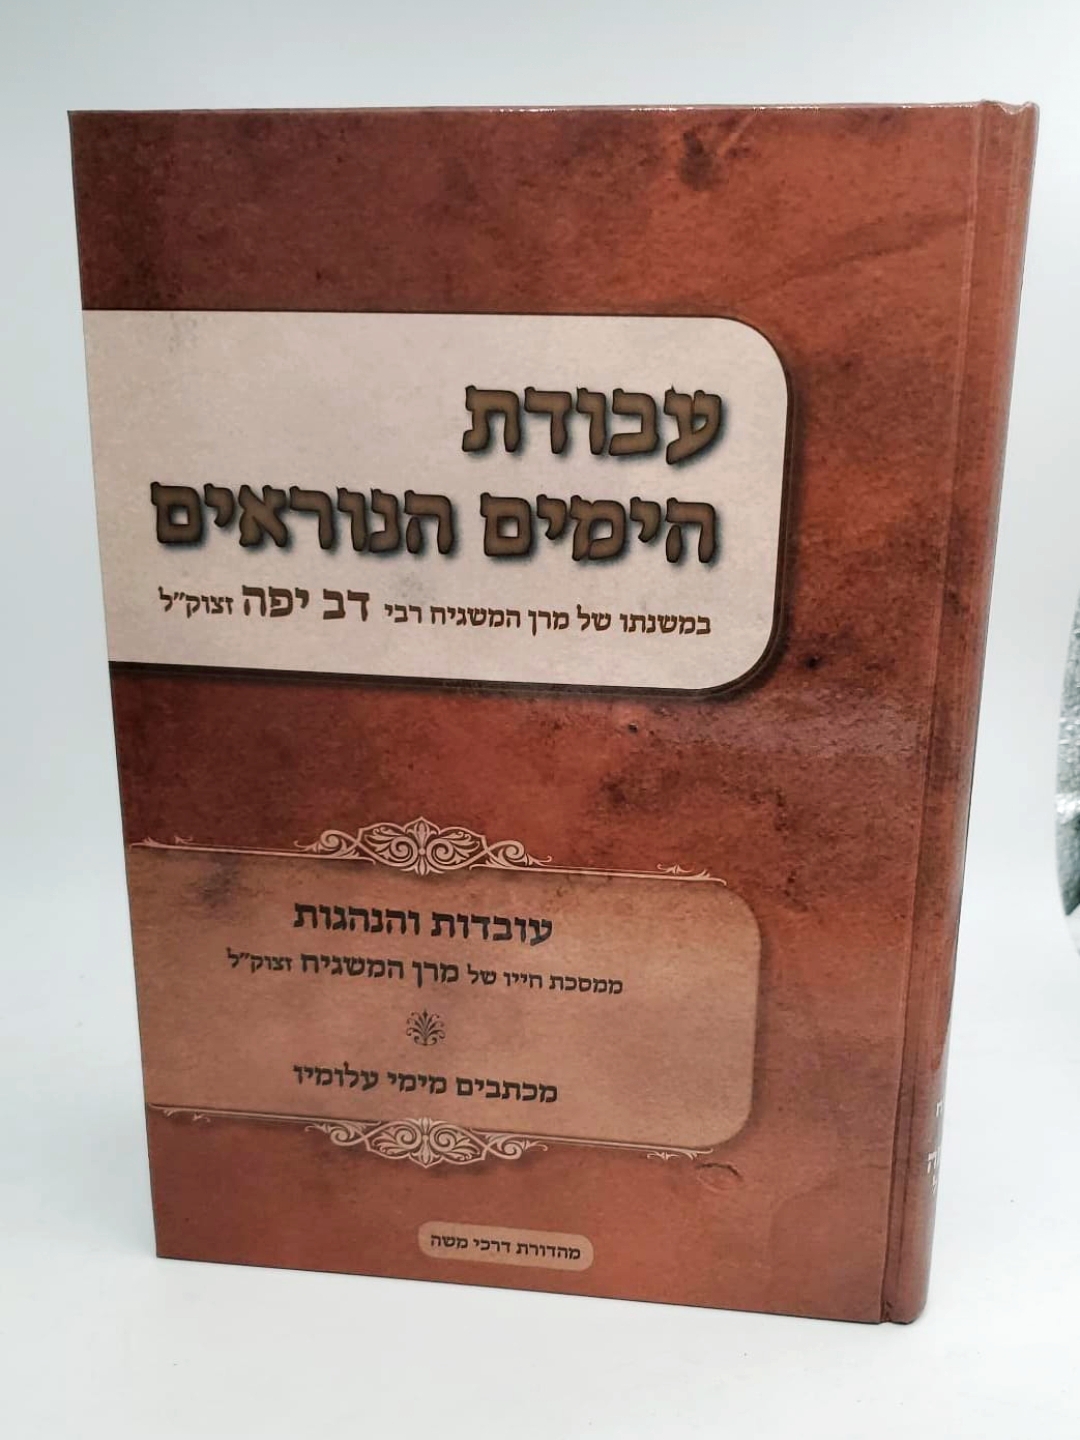 עבודת
הימים הנוראים
במשנתו של מרן המשגיח רבי דב יפה זצוק״ל
עובדות והנהגות
ממסכת חייו של מרן המשגיח זצוק״ל
מכתבים מימי עלומיו
מהדורת דרכי משה